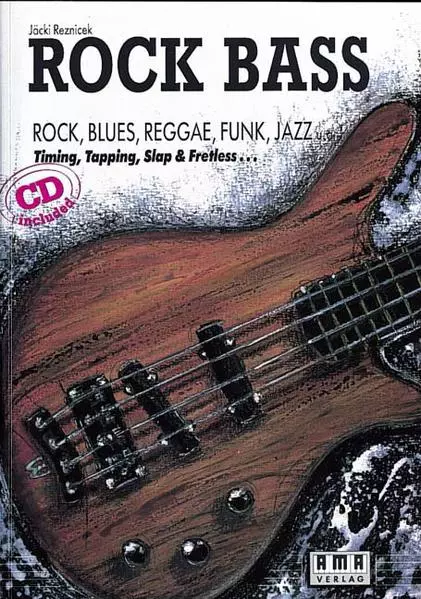 Jäcki Reznicek
ROCK BASS
ROCK, BLUES, REGGAE, FUNK, JAZZ u.a.
Timing, Tapping, Slap & Fretless...
CD
included
AMA
VERLAG